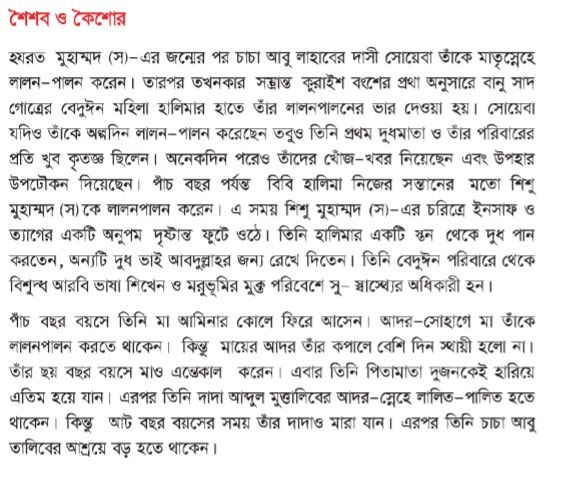 শৈশব ও কৈশোর
হযরত মুহাম্মদ (স)-এর জন্মের পর চাচা আবু লাহাবের দাসী সোয়েবা তাঁকে মাতৃস্নেহে
লালন-পালন করেন। তারপর তখনকার সম্ভ্রান্ত কুরাইশ বংশের প্রথা অনুসারে বানু সাদ
গোত্রের বেদুঈন মহিলা হালিমার হাতে তাঁর লালনপালনের ভার দেওয়া হয়। সোয়েবা
যদিও তাঁকে অল্পদিন লালন-পালন করেছেন তবুও তিনি প্রথম দুধমাতা ও তাঁর পরিবারের
প্রতি খুব কৃতজ্ঞ ছিলেন। অনেকদিন পরেও তাঁদের খোঁজ-খবর নিয়েছেন এবং উপহার
উপঢৌকন দিয়েছেন। পাঁচ বছর পর্যন্ত বিবি হালিমা নিজের সন্তানের মতো শিশু
মুহাম্মদ (স) কে লালনপালন করেন। এ সময় শিশু মুহাম্মদ (স)-এর চরিত্রে ইনসাফ ও
ত্যাগের একটি অনুপম দৃষ্টান্ত ফুটে ওঠে। তিনি হালিমার একটি স্তন থেকে দুধ পান
করতেন, অন্যটি দুধ ভাই আবদুল্লাহর জন্য রেখে দিতেন। তিনি বেদুঈন পরিবারে থেকে
বিশুদ্ধ আরবি ভাষা শিখেন ও মরুভূমির মুক্ত পরিবেশে সু- স্বাস্থ্যের অধিকারী হন।
পাঁচ বছর বয়সে তিনি মা আমিনার কোলে ফিরে আসেন। আদর-সোহাগে মা তাঁকে
লালনপালন করতে থাকেন। কিন্তু মায়ের আদর তাঁর কপালে বেশি দিন স্থায়ী হলো না।
তাঁর ছয় বছর বয়সে মাও এন্তেকাল করেন। এবার তিনি পিতামাতা দুজনকেই হারিয়ে
এতিম হয়ে যান। এরপর তিনি দাদা আব্দুল মুত্তালিবের আদর-স্নেহে লালিত-পালিত হতে
থাকেন। কিন্তু আট বছর বয়সের সময় তাঁর দাদাও মারা যান। এরপর তিনি চাচা আবু
তালিবের আশ্রয়ে বড় হতে থাকেন।